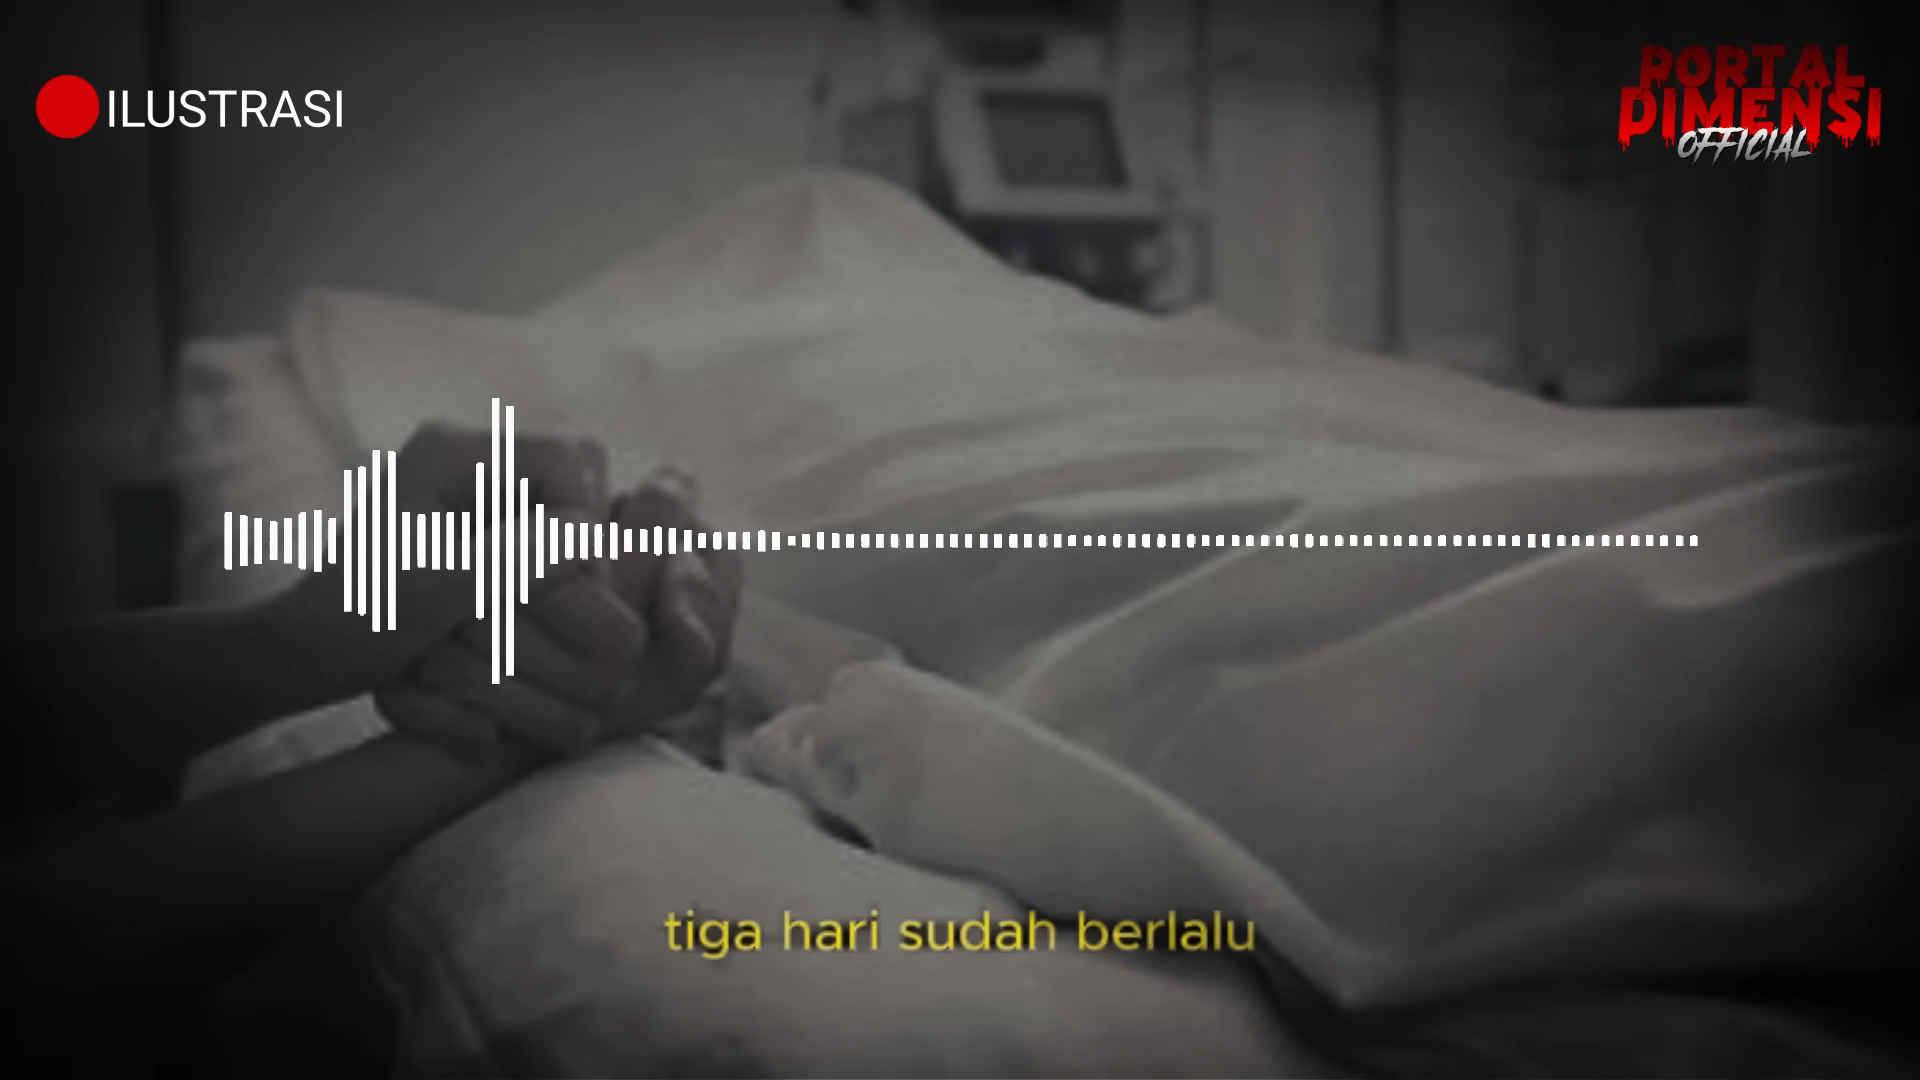 ILUSTRASI
PORTAL
DIMENSI
OFFICIAL
tiga hari sudah berlalu